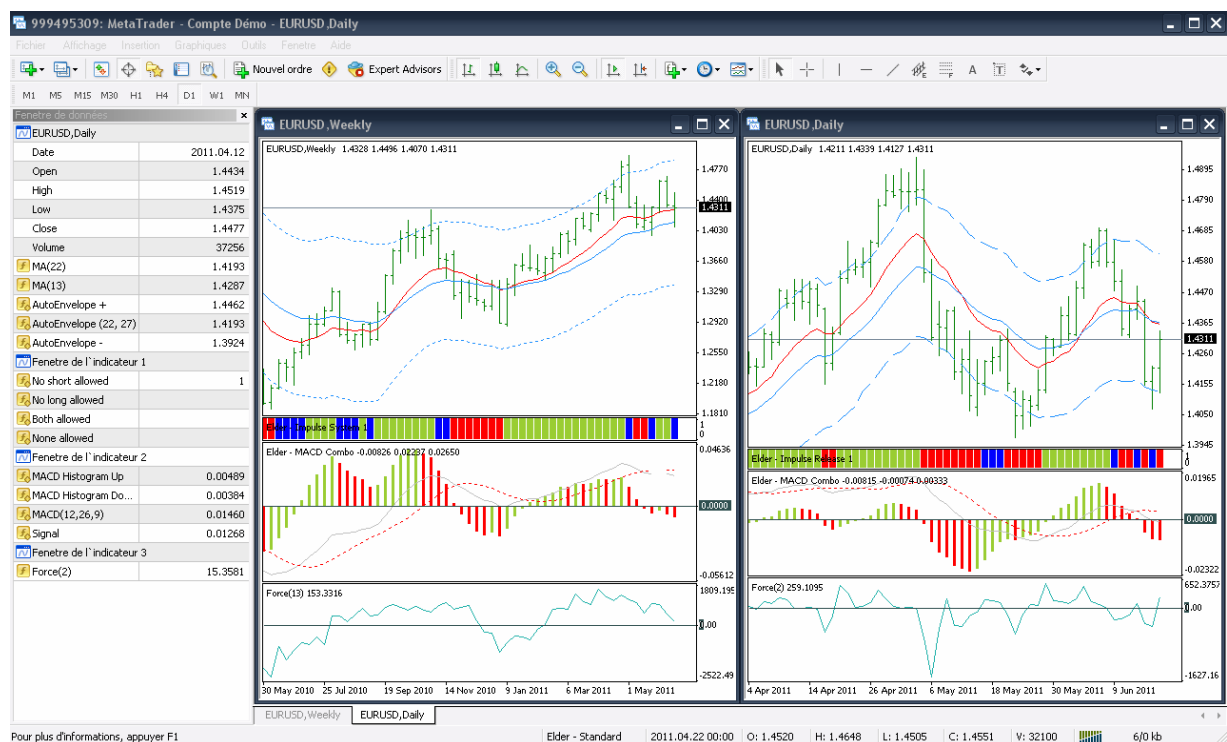 999495309: MetaTrader - Compte Démo - EURUSD,Daily
Fichier Affichage Insertion Graphiques Outils Fenetre Aide
Nouvel ordre Expert Advisors
M1 M5 M15 M30 H1 H4 D1 W1 MN
Fenetre de données
EURUSD,Daily
Date 2011.04.12
Open 1.4434
High 1.4519
Low 1.4375
Close 1.4477
Volume 37256
MA(22) 1.4193
MA(13) 1.4287
AutoEnvelope + 1.4462
AutoEnvelope (22, 27) 1.4193
AutoEnvelope - 1.3924
Fenetre de l`indicateur 1
No short allowed 1
No long allowed
Both allowed
None allowed
Fenetre de l`indicateur 2
MACD Histogram Up 0.00489
MACD Histogram Do... 0.00384
MACD(12,26,9) 0.01460
Signal 0.01268
Fenetre de l`indicateur 3
Force(2) 15.3581
EURUSD,Weekly
EURUSD,Weekly 1.4328 1.4496 1.4070 1.4311
1.4770
1.4400
1.4311
1.4030
1.3660
1.3290
1.2920
1.2550
1.2180
1.1810
Elder - Impulse System 1
1
0
Elder - MACD Combo -0.00826 0.02237 0.02650
0.04636
0.0000
-0.05612
Force(13) 153.3316
1809.195
0.00
-2522.49
30 May 2010 25 Jul 2010 19 Sep 2010 14 Nov 2010 9 Jan 2011 6 Mar 2011 1 May 2011
EURUSD,Daily
EURUSD,Daily 1.4211 1.4339 1.4127 1.4311
1.4895
1.4790
1.4685
1.4580
1.4470
1.4365
1.4311
1.4260
1.4155
1.4050
1.3945
Elder - Impulse Release 1
1
0
Elder - MACD Combo -0.00815 -0.00074 0.00333
0.01965
0.0000
-0.02322
Force(2) 259.1095
652.3757
0.00
-1627.16
4 Apr 2011 14 Apr 2011 26 Apr 2011 6 May 2011 18 May 2011 30 May 2011 9 Jun 2011
EURUSD,Weekly EURUSD,Daily
Pour plus d'informations, appuyer F1 Elder - Standard 2011.04.22 00:00 O: 1.4520 H: 1.4648 L: 1.4505 C: 1.4551 V: 32100 6/0 kb